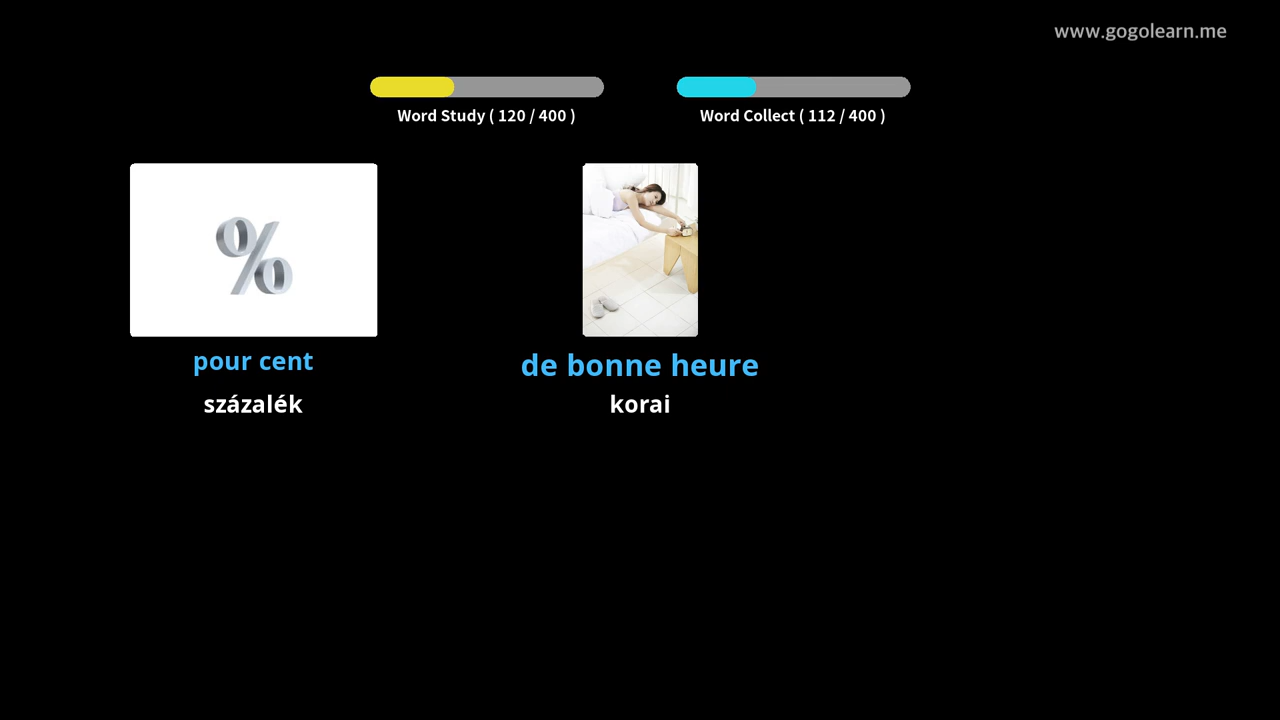 www.gogolearn.me
Word Study ( 120 / 400 )
Word Collect ( 112 / 400 )
%
pour cent
de bonne heure
százalék
korai